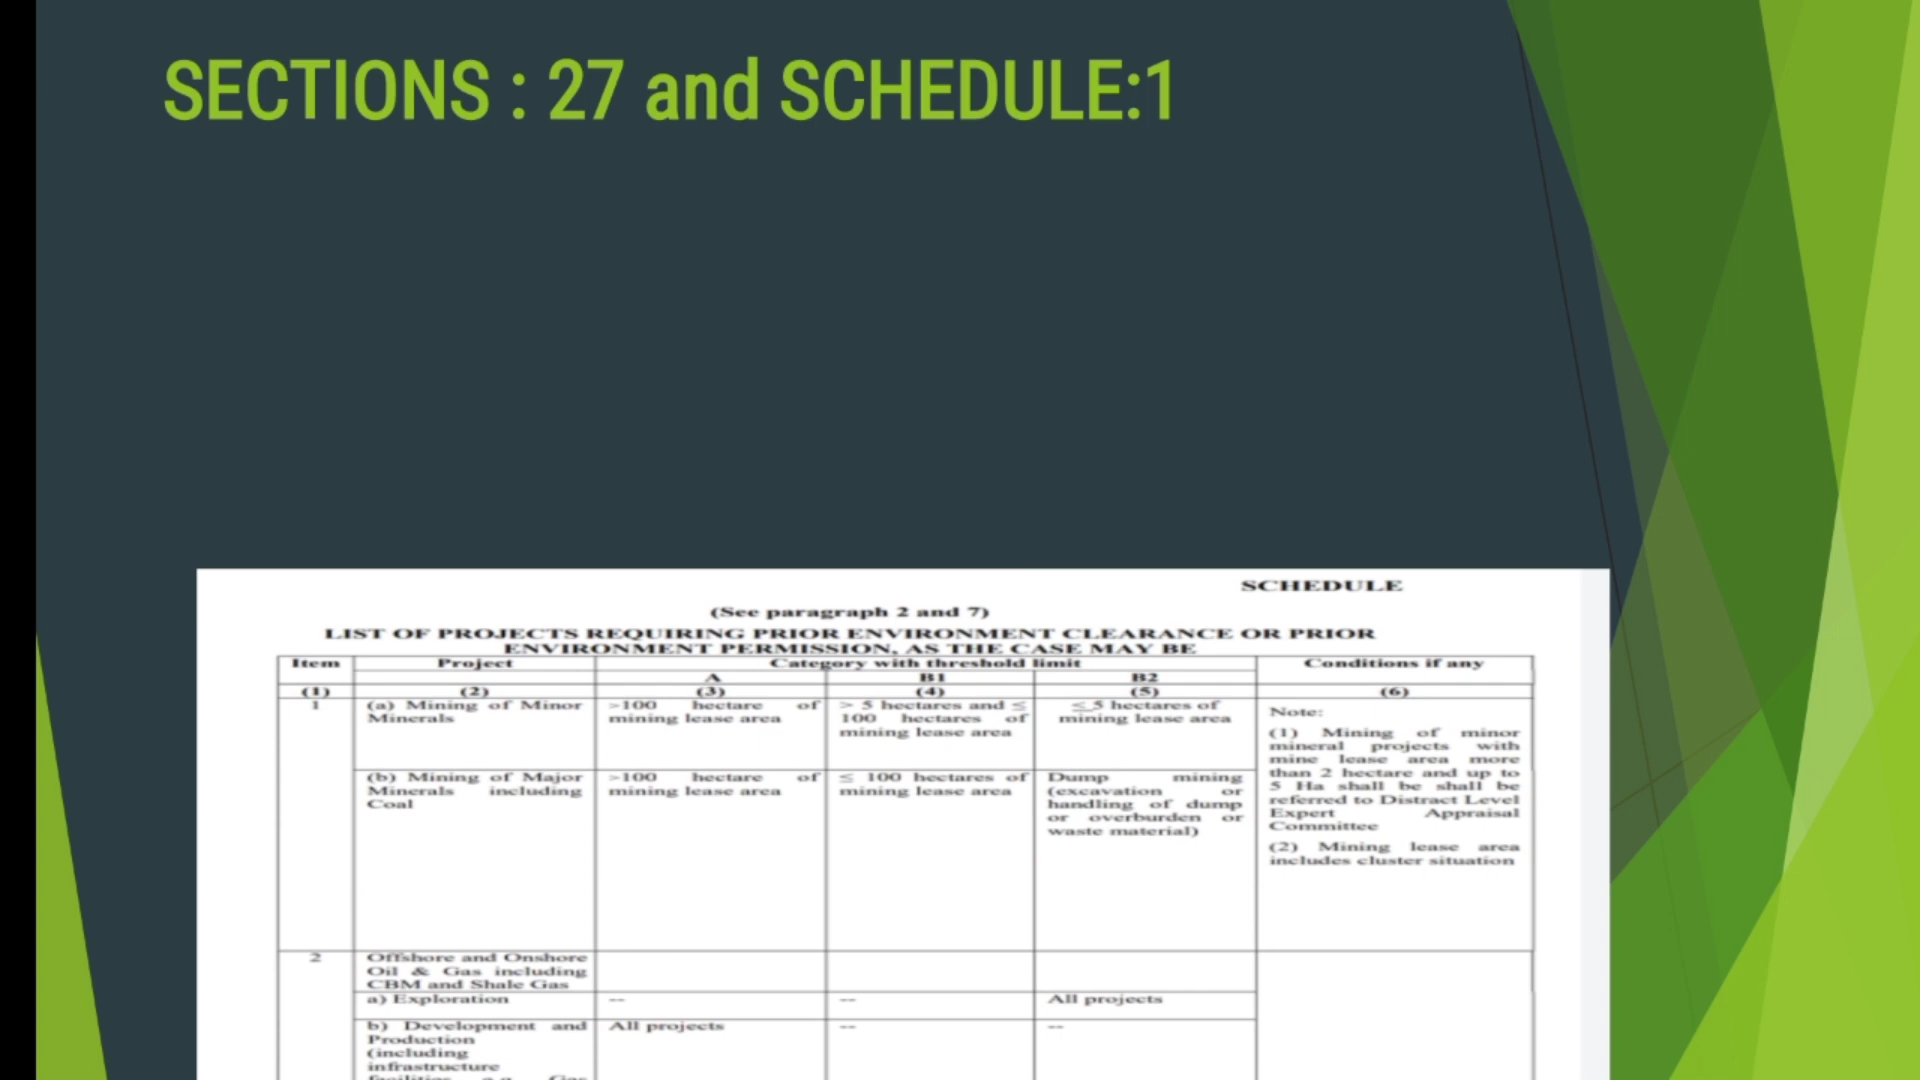 SECTIONS : 27 and SCHEDULE:1
SCHEDULE
(See paragraph 2 and 7)
LIST OF PROJECTS REQUIRING PRIOR ENVIRONMENT CLEARANCE OR PRIOR
ENVIRONMENT PERMISSION, AS THE CASE MAY BE
Item Project Category with threshold limit Conditions if any
A B1 B2
(1) (2) (3) (4) (5) (6)
1
(a) Mining of Minor
Minerals
>100 hectare of
mining lease area
> 5 hectares and ≤
100 hectares of
mining lease area
≤ 5 hectares of
mining lease area
Note:
(1) Mining of minor
mineral projects with
mine lease area more
than 2 hectare and up to
5 Ha shall be shall be
referred to Distract Level
Expert Appraisal
Committee
(2) Mining lease area
includes cluster situation
(b) Mining of Major
Minerals including
Coal
>100 hectare of
mining lease area
≤ 100 hectares of
mining lease area
Dump mining
(excavation or
handling of dump
or overburden or
waste material)
2
Offshore and Onshore
Oil & Gas including
CBM and Shale Gas
a) Exploration
--
--
All projects
b) Development and
Production
(including
infrastructure
All projects
--
--